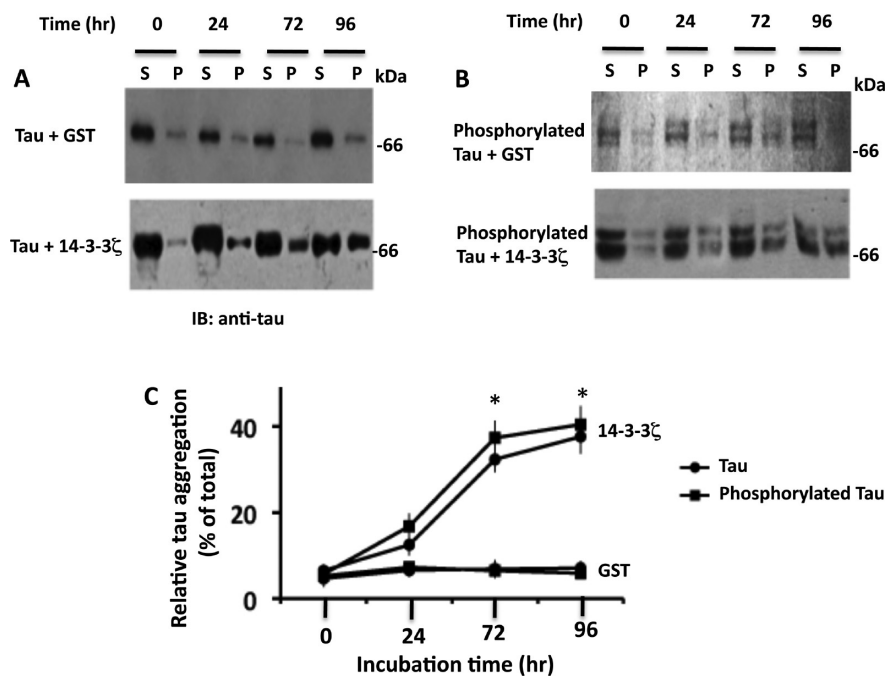 Time (hr) 0 24 72 96
A S P S P S P S P kDa
Tau + GST
-66
Tau + 14-3-3ζ
-66
IB: anti-tau
Time (hr) 0 24 72 96
B S P S P S P S P kDa
Phosphorylated
Tau + GST
-66
Phosphorylated
Tau + 14-3-3ζ
-66
C
Relative tau aggregation
(% of total)
40
20
0
* *
14-3-3ζ
GST
Tau
Phosphorylated Tau
0 24 72 96
Incubation time (hr)